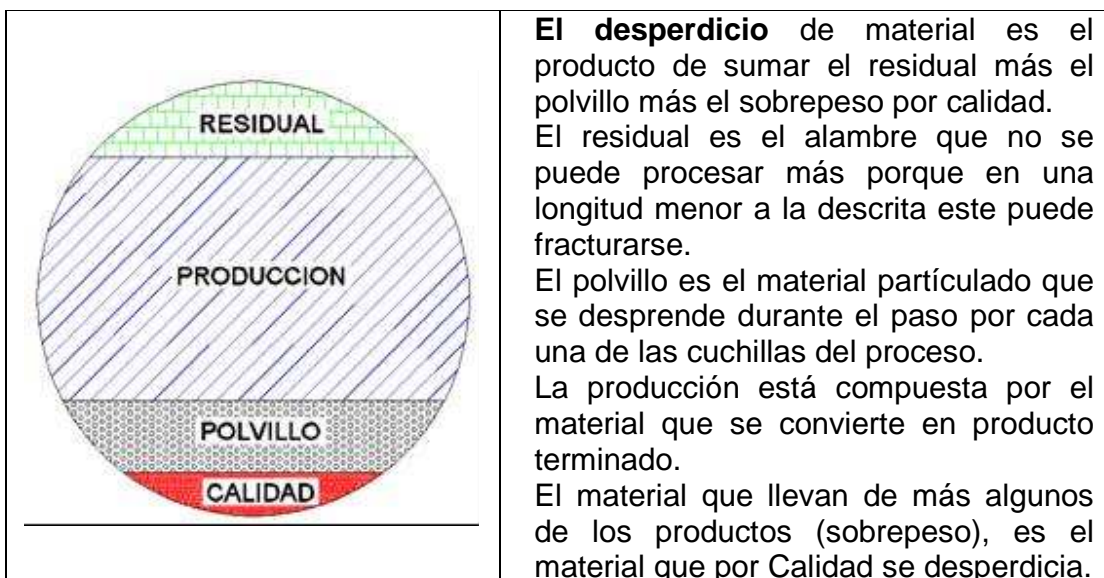 RESIDUAL
PRODUCCION
POLVILLO
CALIDAD
El desperdicio de material es el
producto de sumar el residual más el
polvillo más el sobrepeso por calidad.
El residual es el alambre que no se
puede procesar más porque en una
longitud menor a la descrita este puede
fracturarse.
El polvillo es el material partículado que
se desprende durante el paso por cada
una de las cuchillas del proceso.
La producción está compuesta por el
material que se convierte en producto
terminado.
El material que llevan de más algunos
de los productos (sobrepeso), es el
material que por Calidad se desperdicia.